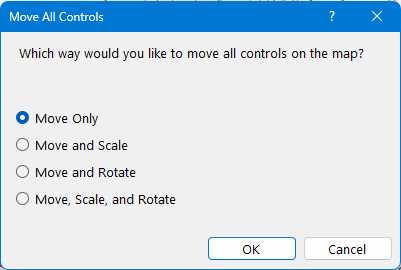 Move All Controls
?
Which way would you like to move all controls on the map?
Move Only
Move and Scale
Move and Rotate
Move, Scale, and Rotate
OK
Cancel